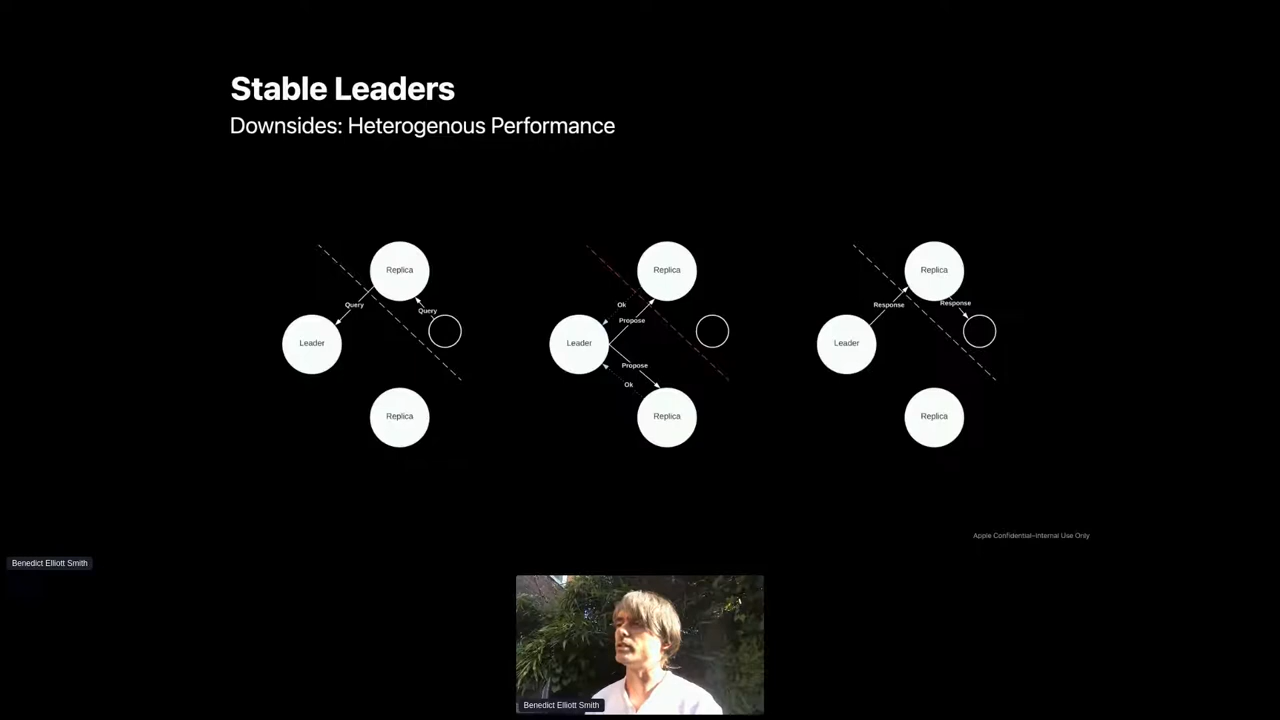 Stable Leaders
Downsides: Heterogenous Performance
Replica
Query
Query
Leader
Replica
Replica
Ok
Propose
Leader
Propose
Ok
Replica
Replica
Response
Response
Leader
Replica
Apple Confidential–Internal Use Only
Benedict Elliott Smith
Benedict Elliott Smith